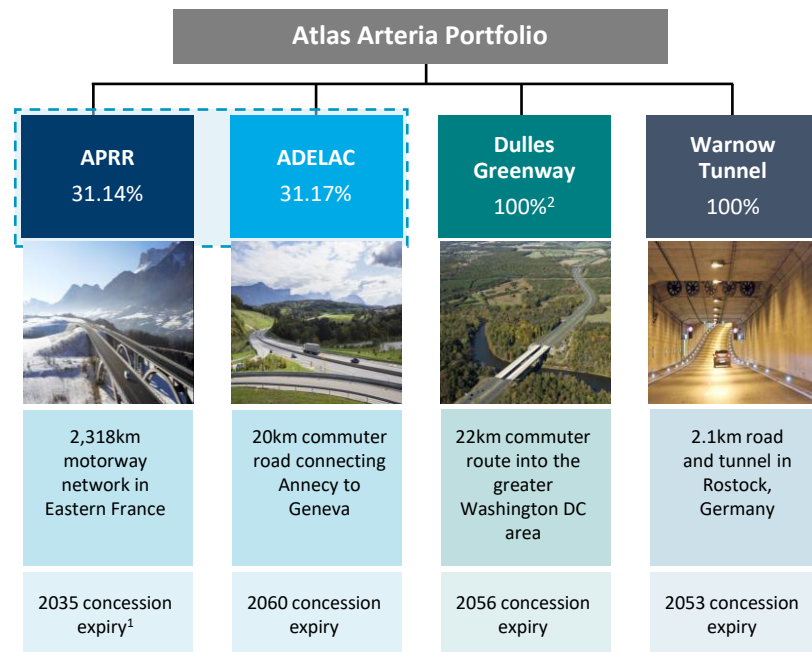 Atlas Arteria Portfolio
APRR
31.14%
ADELAC
31.17%
Dulles
Greenway
100%²
Warnow
Tunnel
100%
2,318km
motorway
network in
Eastern France
20km commuter
road connecting
Annecy to
Geneva
22km commuter
route into the
greater
Washington DC
area
2.1km road
and tunnel in
Rostock,
Germany
2035 concession
expiry¹
2060 concession
expiry
2056 concession
expiry
2053 concession
expiry